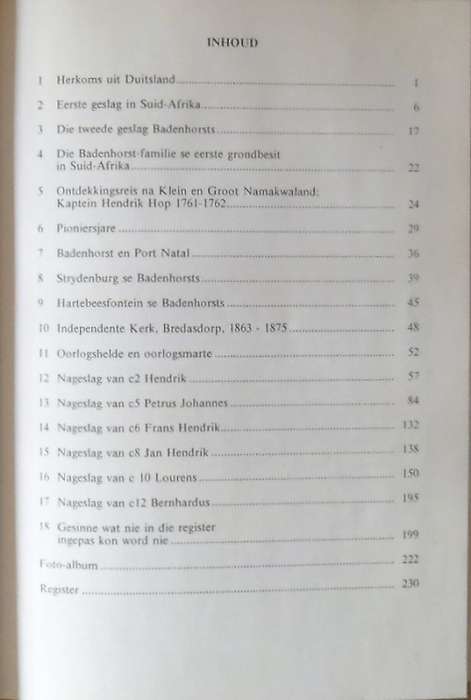 INHOUD
1 Herkoms uit Duitsland 1
2 Eerste geslag in Suid-Afrika 6
3 Die tweede geslag Badenhorsts 12
4 Die Badenhorst-familie se eerste grondbesit
in Suid-Afrika 22
5 Ontdekkingsreis na Klein en Groot Namakwaland:
Kaptein Hendrik Hop 1761-1762 24
6 Pioniersjare 29
7 Badenhorst en Port Natal 36
8 Strydenburg se Badenhorsts 39
9 Hartebeesfontein se Badenhorsts 45
10 Independente Kerk, Bredasdorp, 1863 - 1875 48
11 Oorlogshelde en oorlogsmarte 52
12 Nageslag van c2 Hendrik 57
13 Nageslag van c5 Petrus Johannes 84
14 Nageslag van c6 Frans Hendrik 132
15 Nageslag van c8 Jan Hendrik 138
16 Nageslag van c 10 Lourens 150
17 Nageslag van c12 Bernhardus 195
18 Gesinne wat nie in die register
ingepas kon word nie 199
Foto-album 222
Register 230